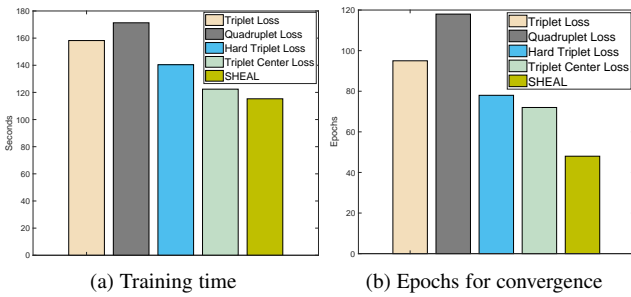 180
160
140
120
100
80
60
40
20
0
Seconds
Triplet Loss
Quadruplet Loss
Hard Triplet Loss
Triplet Center Loss
SHEAL
(a) Training time
120
100
80
60
40
20
0
Epochs
Triplet Loss
Quadruplet Loss
Hard Triplet Loss
Triplet Center Loss
SHEAL
(b) Epochs for convergence